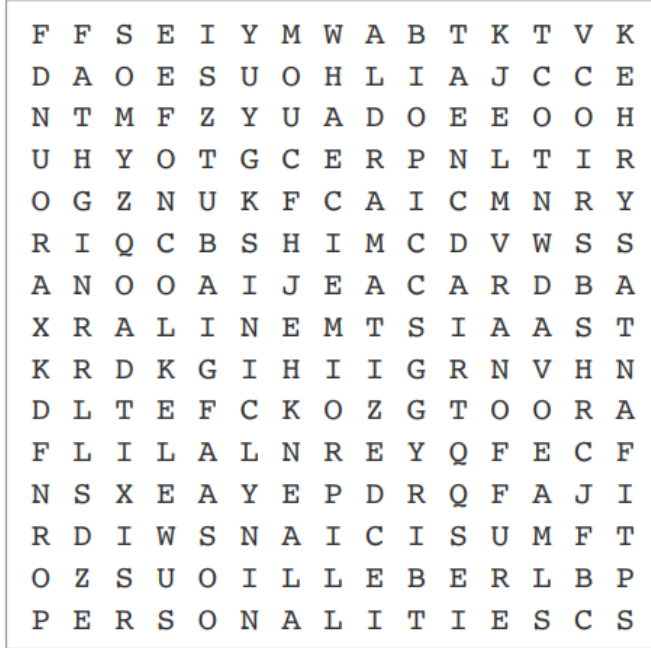 F F S E I Y M W A B T K T V K
D A O E S U O H L I A J C C E
N T M F Z Y U A D O E E O O H
U H Y O T G C E R P N L T I R
O G Z N U K F C A I C M N R Y
R I Q C B S H I M C D V W S S
A N O O A I J E A C A R D B A
X R A L I N E M T S I A A S T
K R D K G I H I I G R N V H N
D L T E F C K O Z G T O O R A
F L I L A L N R E Y Q F E C F
N S X E A Y E P D R Q F A J I
R D I W S N A I C I S U M F T
O Z S U O I L L E B E R L B P
P E R S O N A L I T I E S C S